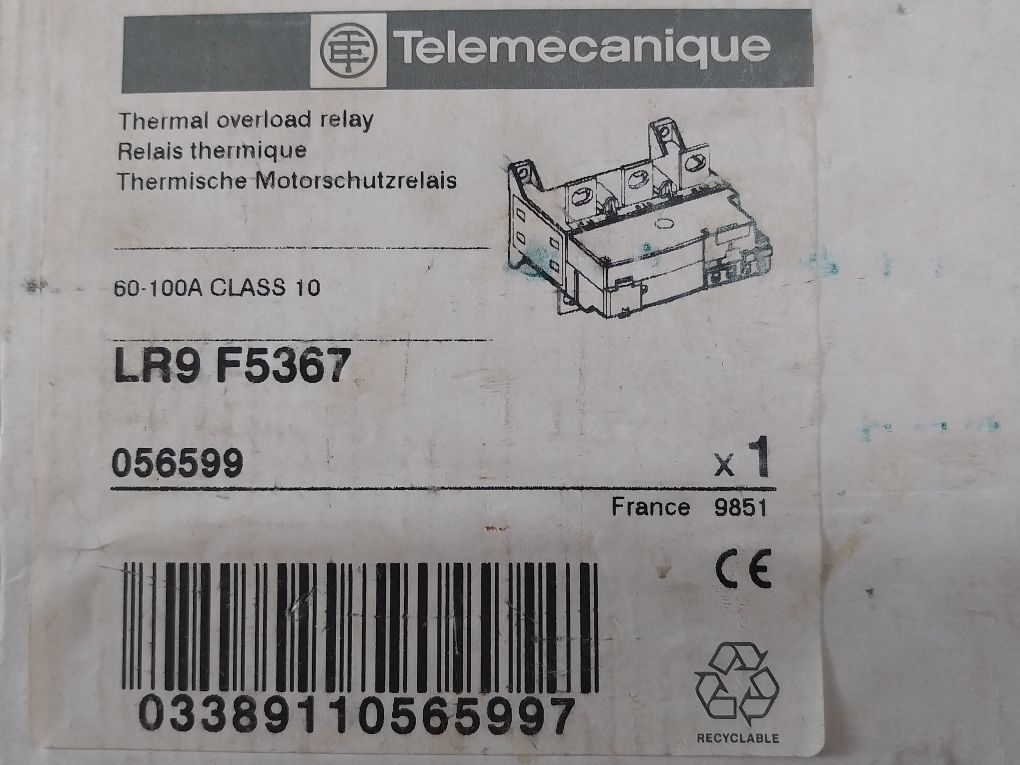 Telemecanique
Thermal overload relay
Relais thermique
Thermische Motorschutzrelais
60-100A CLASS 10
LR9 F5367
056599 x 1
France 9851
CE
03389110565997
RECYCLABLE